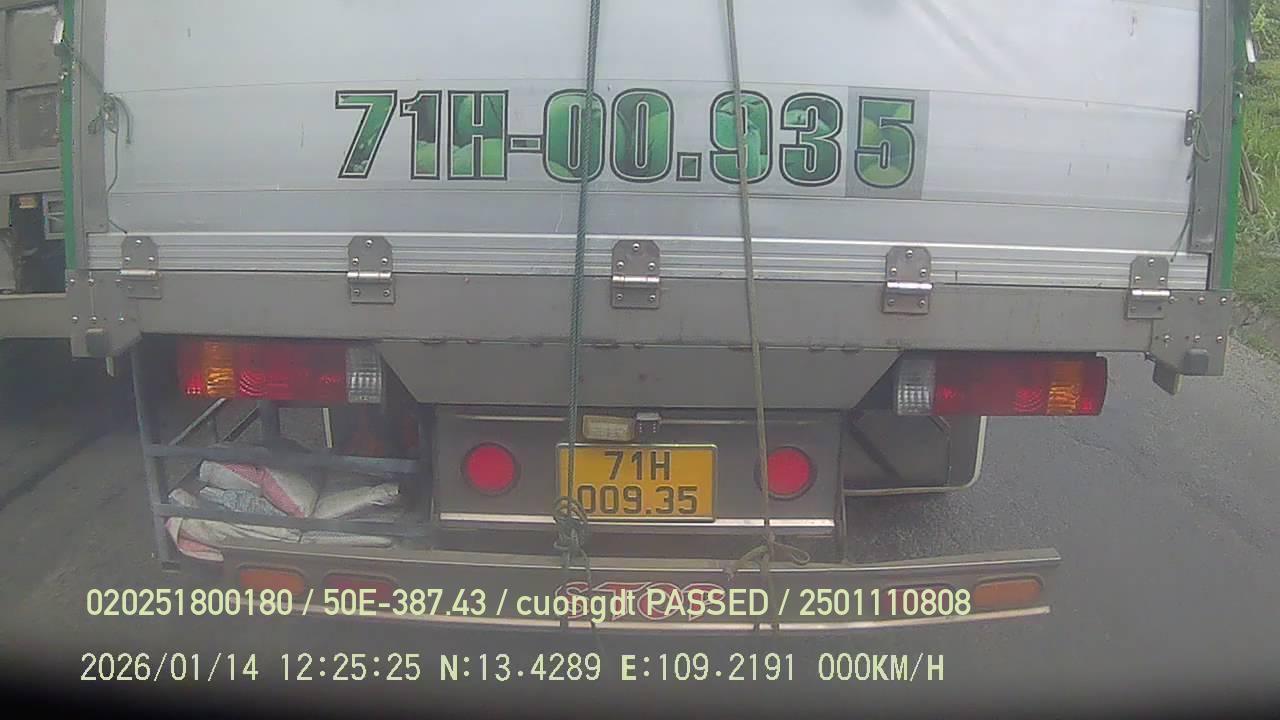 71H-00.935
71H
009.35
STOP
020251800180 / 50E-387.43 / cuongdt PASSED / 2501110808
2026/01/14 12:25:25 N:13.4289 E:109.2191 000KM/H